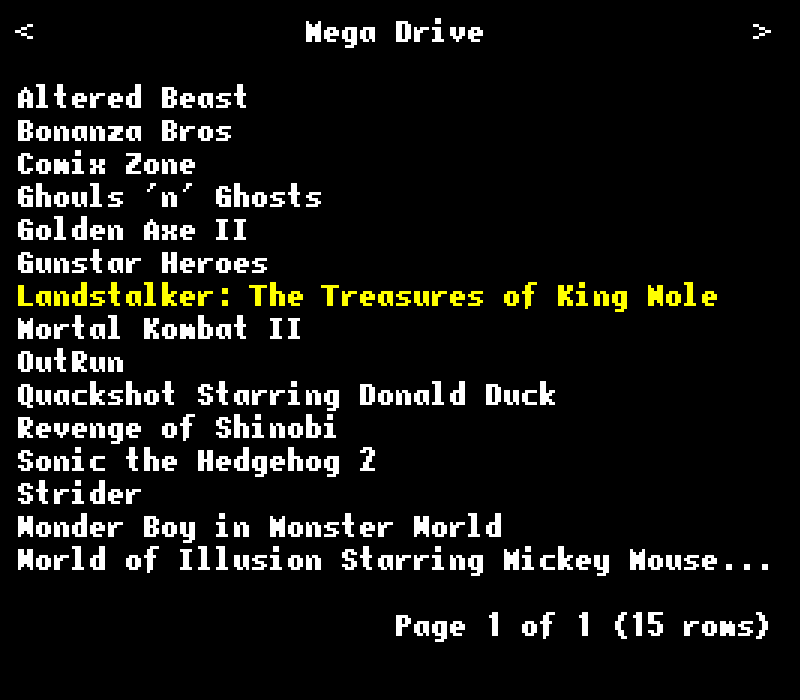 < Mega Drive >
Altered Beast
Bonanza Bros
Comix Zone
Ghouls 'n' Ghosts
Golden Axe II
Gunstar Heroes
Landstalker: The Treasures of King Nole
Mortal Kombat II
OutRun
Quackshot Starring Donald Duck
Revenge of Shinobi
Sonic the Hedgehog 2
Strider
Wonder Boy in Monster World
World of Illusion Starring Mickey Mouse...
Page 1 of 1 (15 rows)